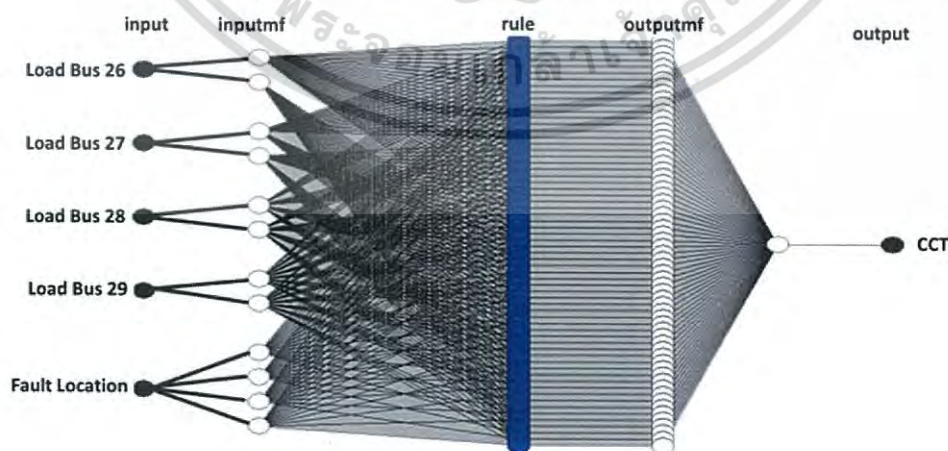 input
inputmf
rule
outputmf
output
Load Bus 26
Load Bus 27
Load Bus 28
Load Bus 29
Fault Location
CCT